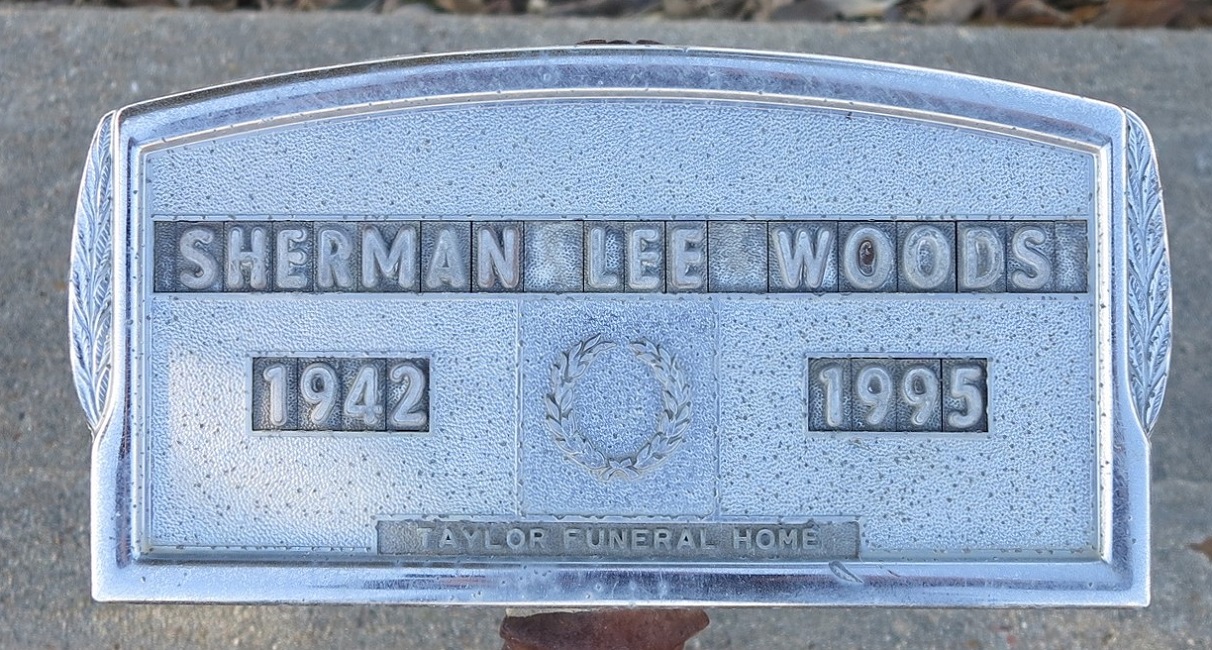 SHERMAN LEE WOODS
1942 1995
TAYLOR FUNERAL HOME